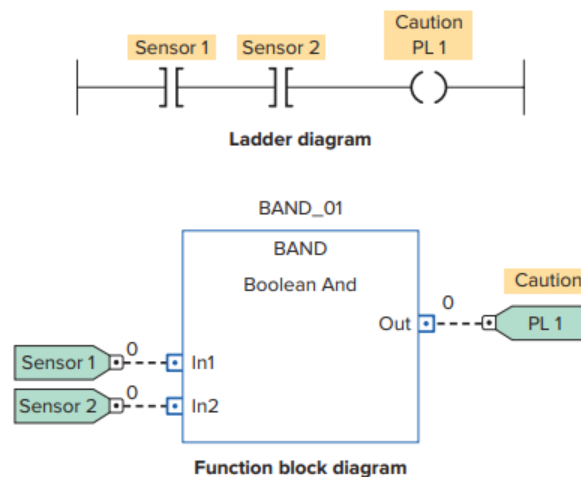 Caution
Sensor 1 Sensor 2 PL 1
Ladder diagram
BAND_01
BAND
Boolean And
Caution
0
Out PL 1
0
Sensor 1 In1
0
Sensor 2 In2
Function block diagram